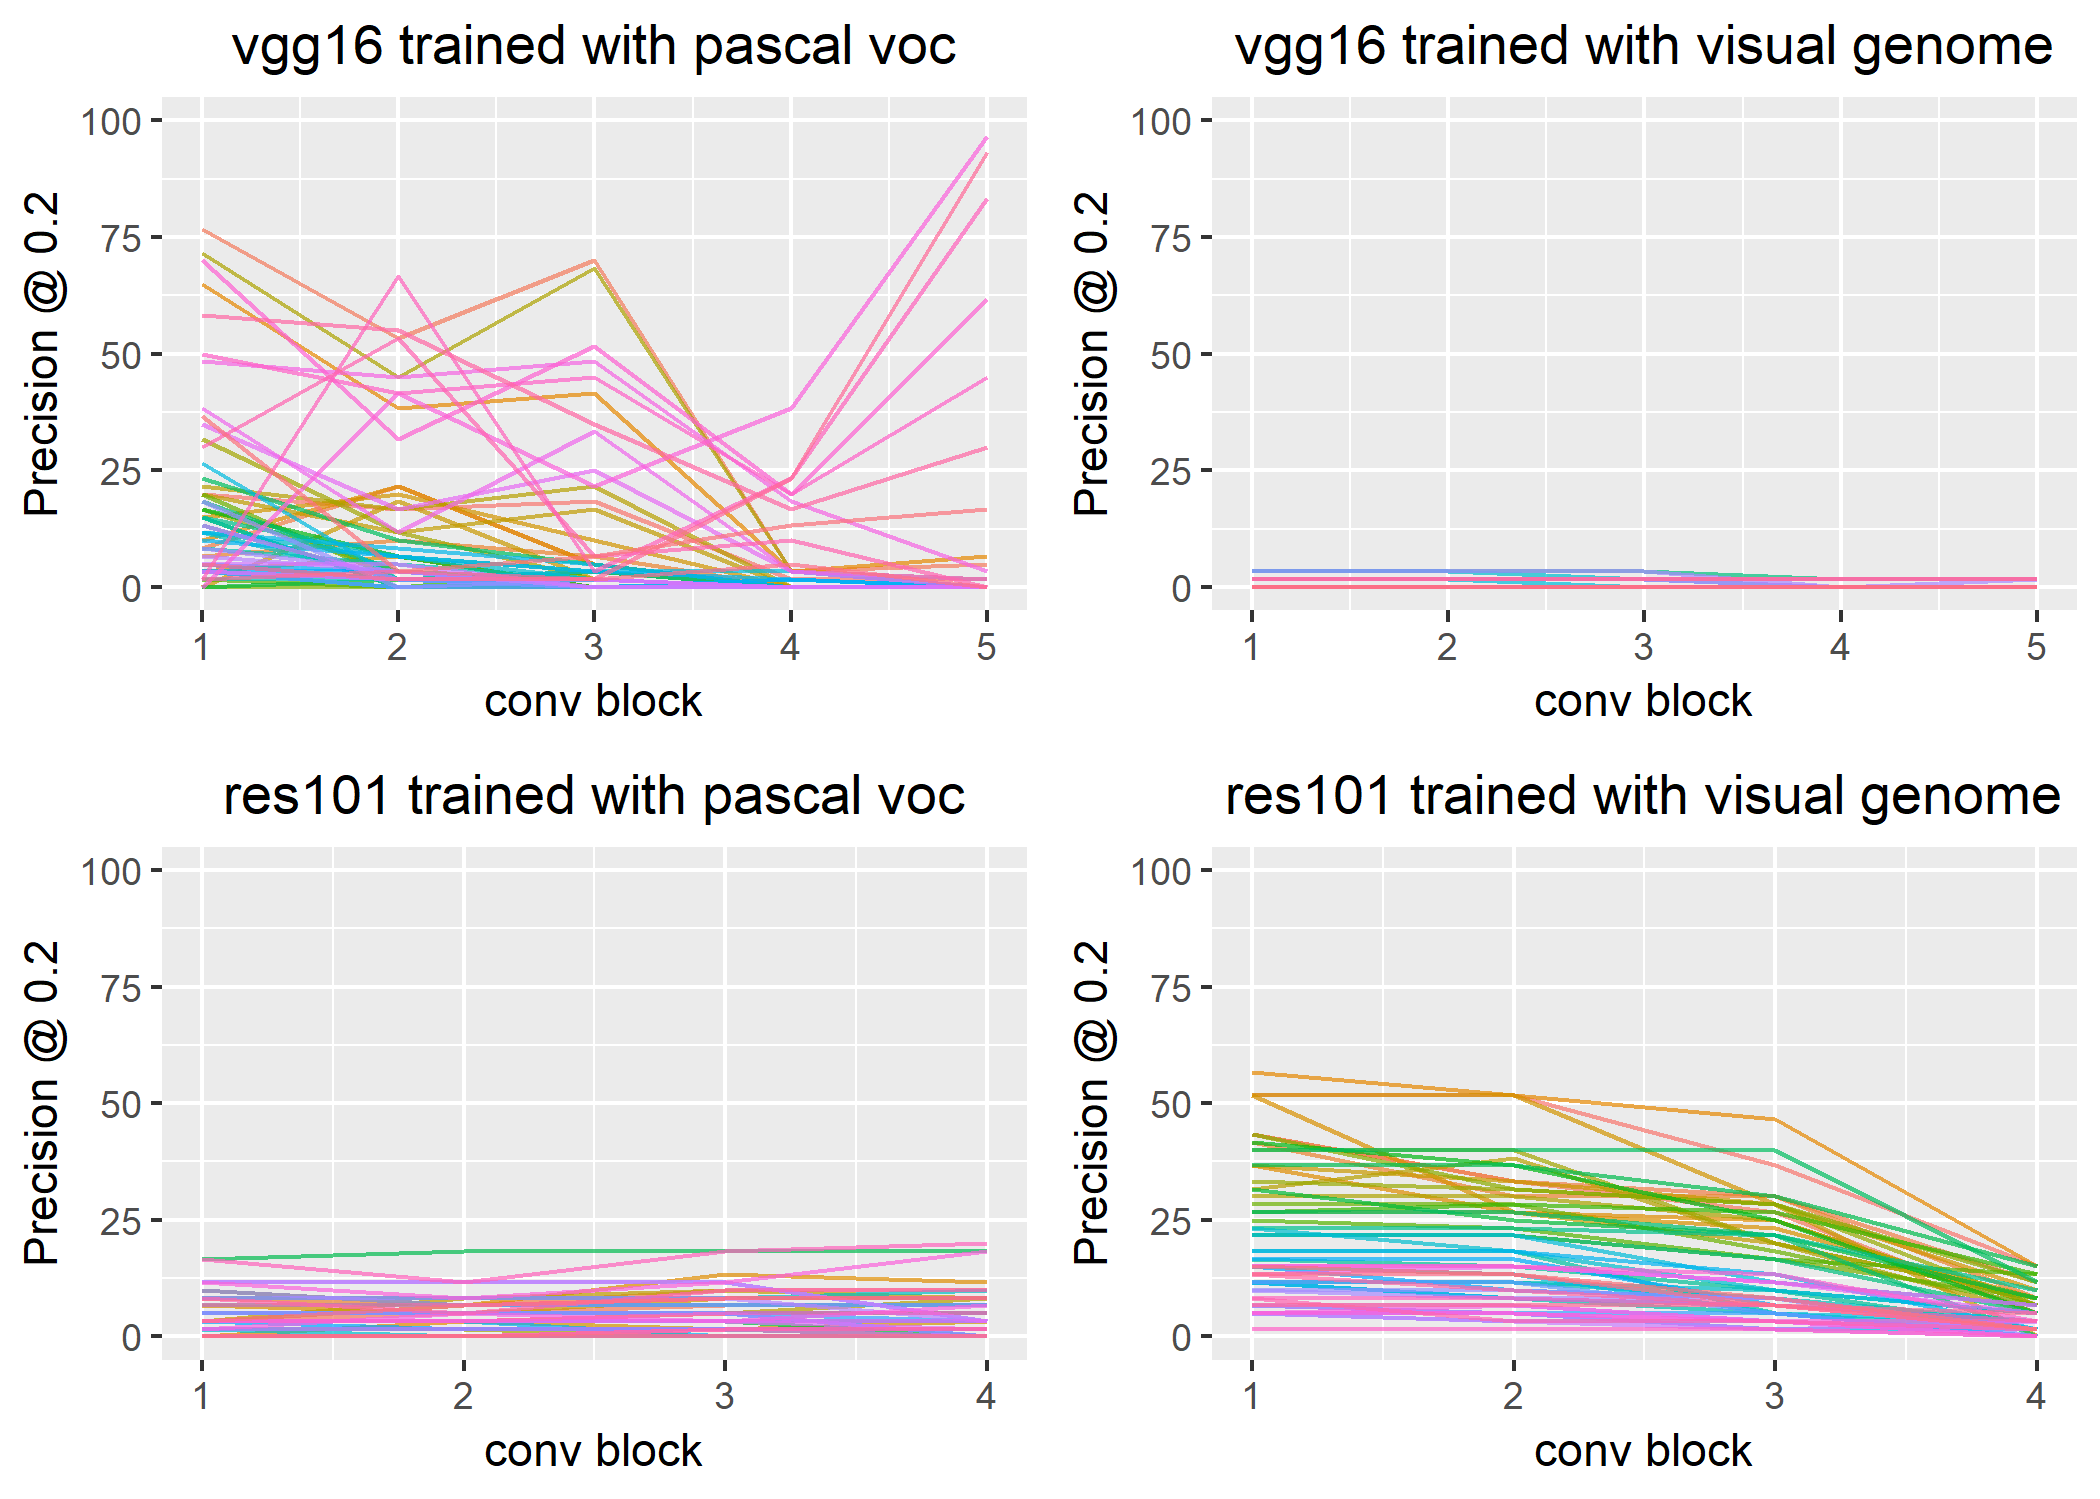 vgg16 trained with pascal voc
Precision @ 0.2
100
75
50
25
0
1 2 3 4 5
conv block
vgg16 trained with visual genome
Precision @ 0.2
100
75
50
25
0
1 2 3 4 5
conv block
res101 trained with pascal voc
Precision @ 0.2
100
75
50
25
0
1 2 3 4
conv block
res101 trained with visual genome
Precision @ 0.2
100
75
50
25
0
1 2 3 4
conv block